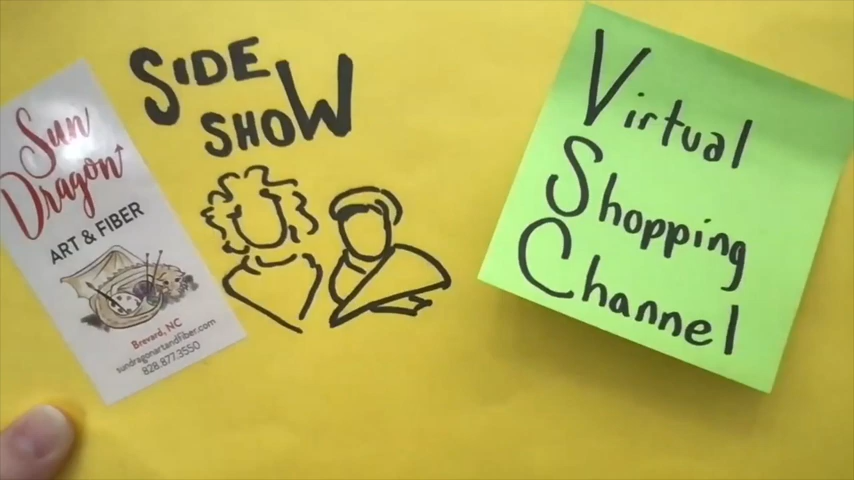 Sun
Dragon
ART & FIBER
Brevard, NC
sundragonartandfiber.com
828.877.3550
SIDE
SHOW
Virtual
Shopping
Channel